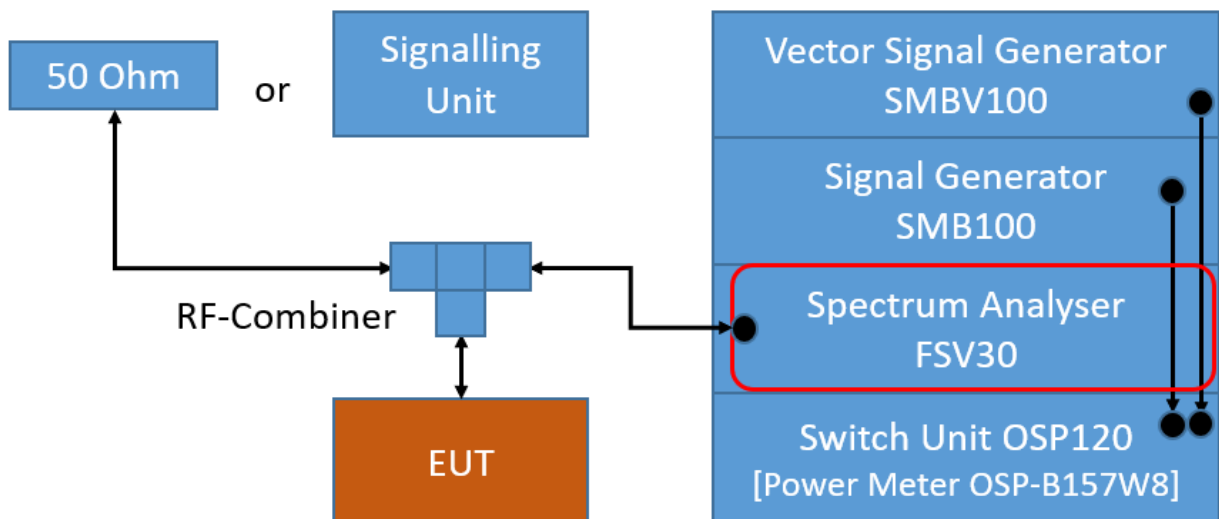 50 Ohm
or
Signalling
Unit
Vector Signal Generator
SMBV100
Signal Generator
SMB100
RF-Combiner
Spectrum Analyser
FSV30
EUT
Switch Unit OSP120
[Power Meter OSP-B157W8]